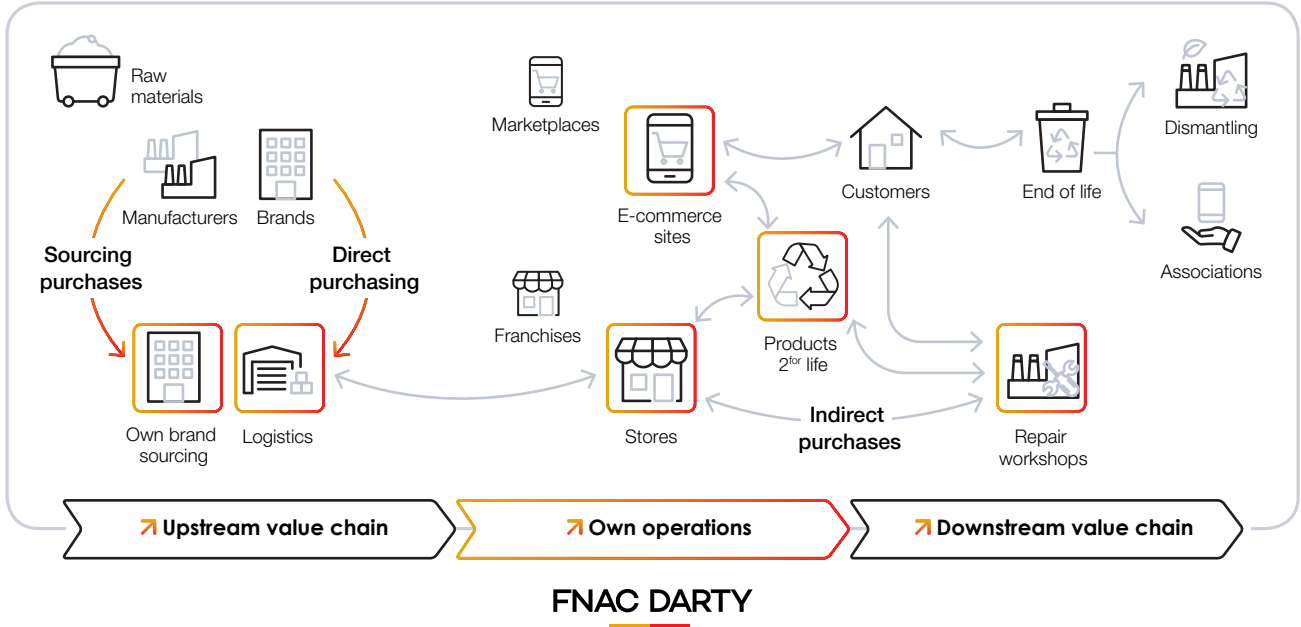 Raw
materials
Manufacturers
Brands
Sourcing
purchases
Direct
purchasing
Own brand
sourcing
Logistics
Marketplaces
E-commerce
sites
Franchises
Stores
Products
2for life
Customers
End of life
Dismantling
Associations
Indirect
purchases
Repair
workshops
Upstream value chain
Own operations
Downstream value chain
FNAC DARTY